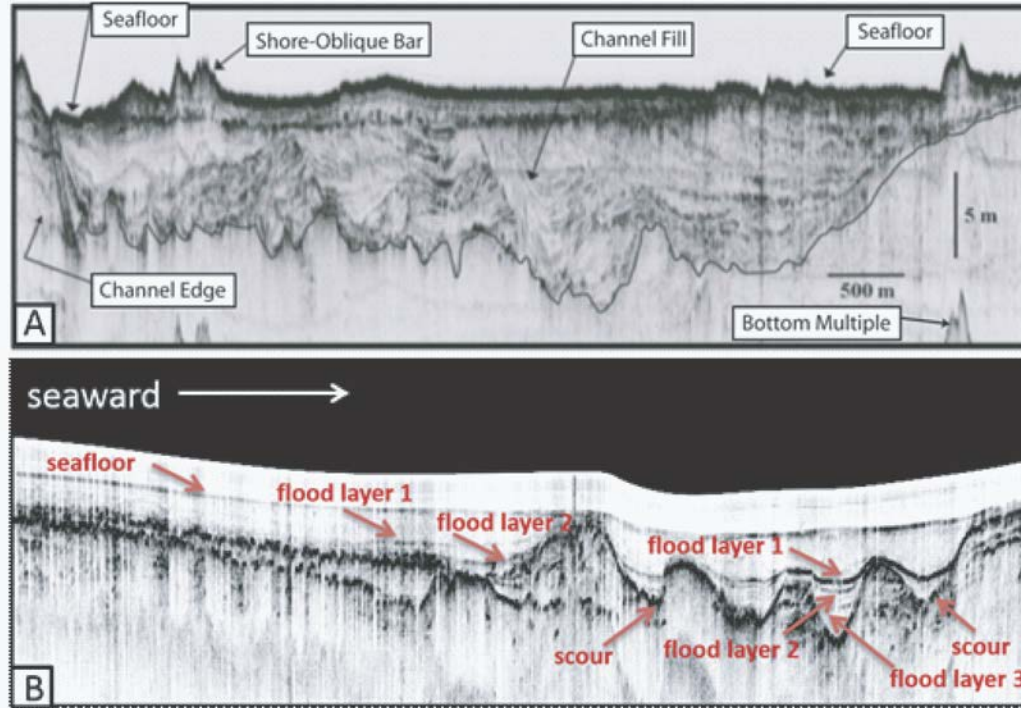 Seafloor
Shore-Oblique Bar
Channel Fill
Seafloor
5 m
500 m
Channel Edge
Bottom Multiple
A
seaward
seafloor
flood layer 1
flood layer 2
flood layer 1
scour
flood layer 2
scour
flood layer 3
B